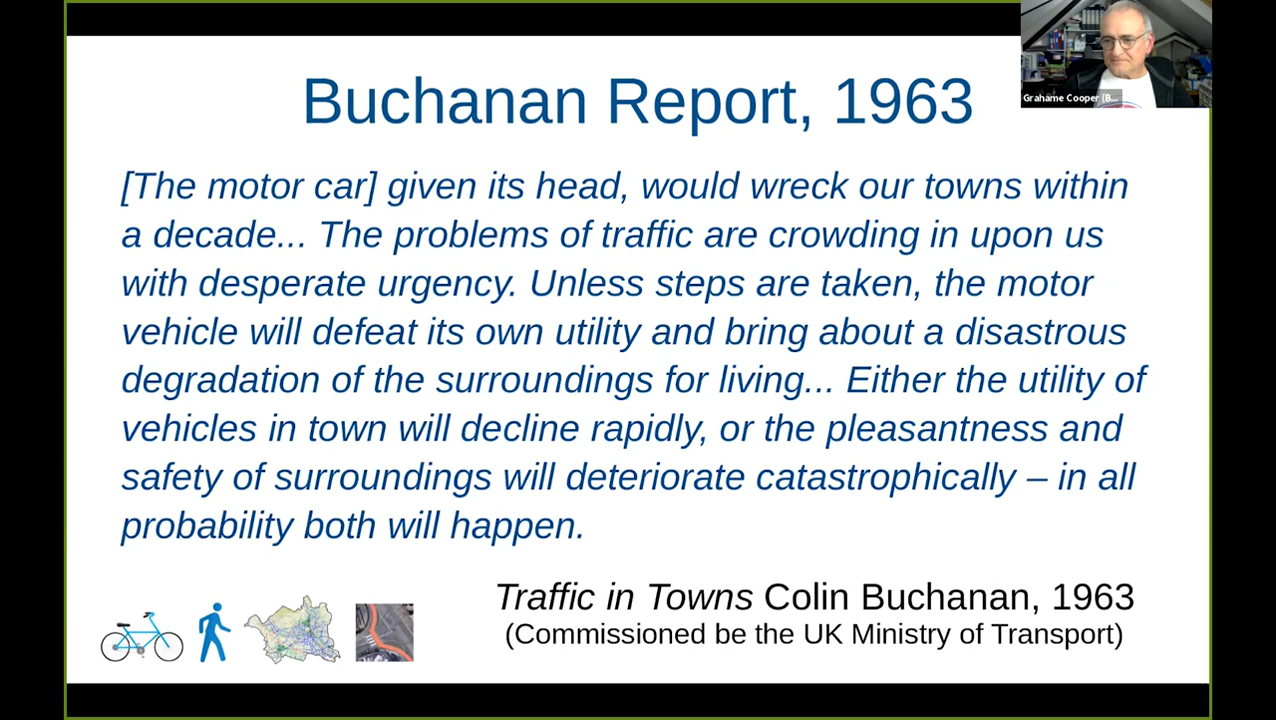 Buchanan Report, 1963
Grahame Cooper (B...
[The motor car] given its head, would wreck our towns within
a decade... The problems of traffic are crowding in upon us
with desperate urgency. Unless steps are taken, the motor
vehicle will defeat its own utility and bring about a disastrous
degradation of the surroundings for living... Either the utility of
vehicles in town will decline rapidly, or the pleasantness and
safety of surroundings will deteriorate catastrophically – in all
probability both will happen.
Traffic in Towns Colin Buchanan, 1963
(Commissioned be the UK Ministry of Transport)